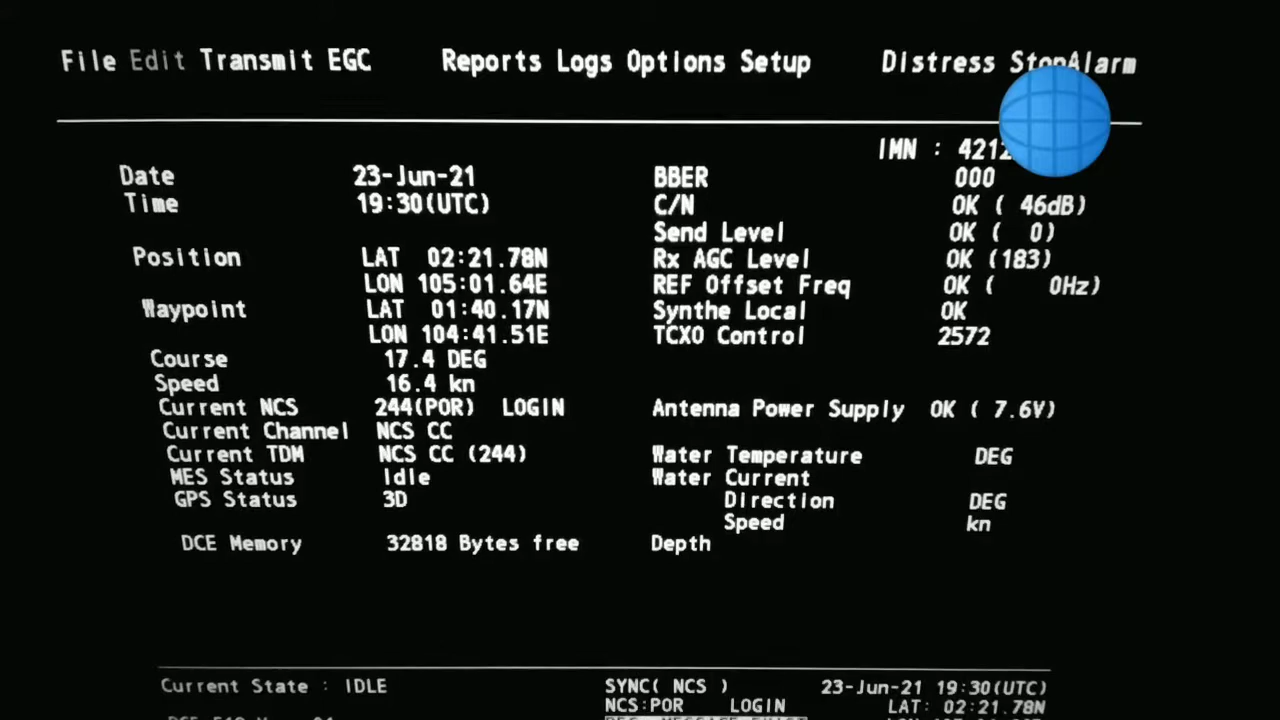 File Edit Transmit EGC Reports Logs Options Setup Distress StopAlarm
IMN : 4212
Date 23-Jun-21 BBER 000
Time 19:30(UTC) C/N OK ( 46dB)
Send Level OK ( 0)
Position LAT 02:21.78N Rx AGC Level OK (183)
LON 105:01.64E REF Offset Freq OK ( 0Hz)
Waypoint LAT 01:40.17N Synthe Local OK
LON 104:41.51E TCXO Control 2572
Course 17.4 DEG
Speed 16.4 kn
Current NCS 244(POR) LOGIN Antenna Power Supply OK ( 7.6V)
Current Channel NCS CC
Current TDM NCS CC (244) Water Temperature DEG
MES Status Idle Water Current
GPS Status 3D Direction DEG
Speed kn
DCE Memory 32818 Bytes free Depth
Current State : IDLE SYNC( NCS ) 23-Jun-21 19:30(UTC)
NCS:POR LOGIN LAT: 02:21.78N